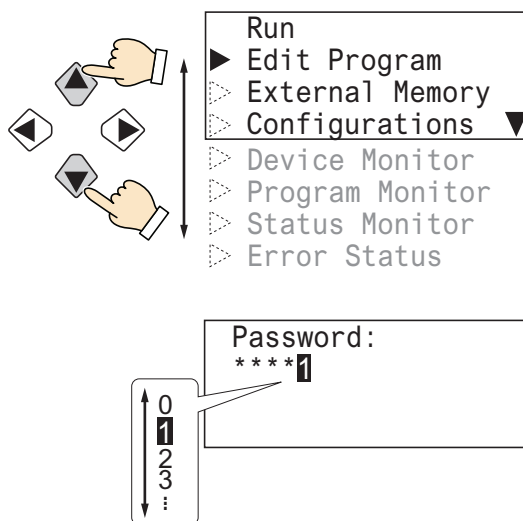 Run
Edit Program
External Memory
Configurations
Device Monitor
Program Monitor
Status Monitor
Error Status
Password:
****1
0
1
2
3
⋮